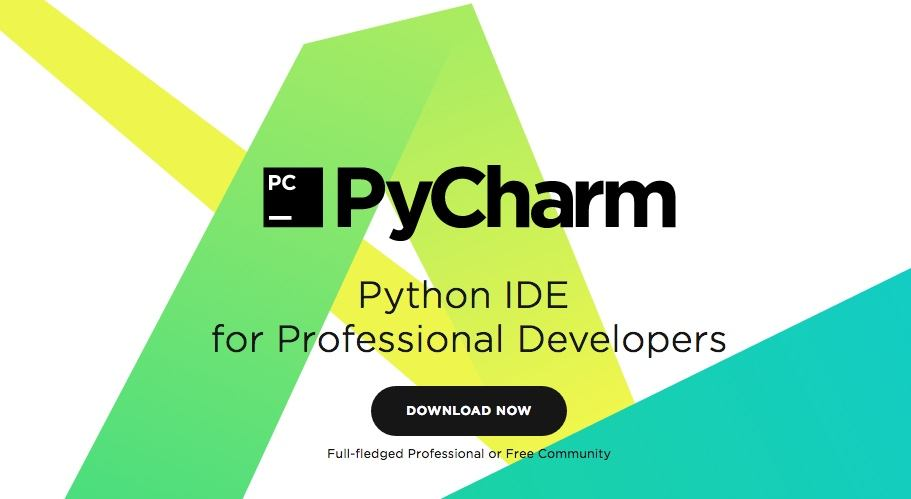 PC
PyCharm
Python IDE
for Professional Developers
DOWNLOAD NOW
Full-fledged Professional or Free Community